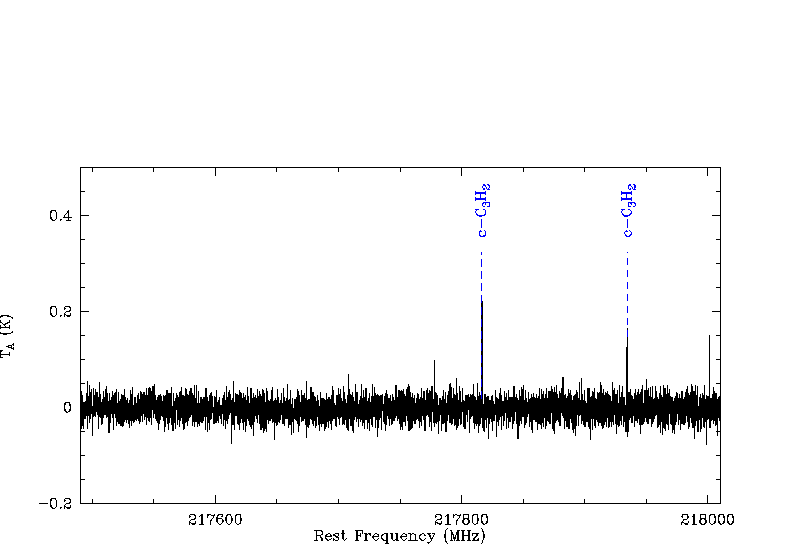 c-C3H2
c-C3H2
0.4
0.2
0
-0.2
TA (K)
217600
217800
218000
Rest Frequency (MHz)